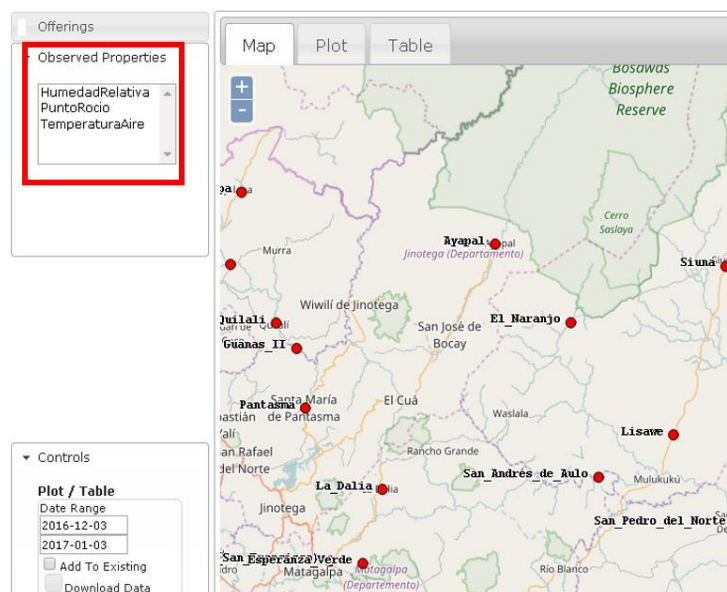 Offerings
Observed Properties
HumedadRelativa
PuntoRocio
TemperaturaAire
Controls
Plot / Table
Date Range
2016-12-03
2017-01-03
Add To Existing
Download Data
Map
Plot
Table
+
-
Bosawas
Biosphere
Reserve
Cerro
Saslaya
Murra
Ayapal
Jinotega (Departamento)
Siuna
Wiwilí de Jinotega
Quilali
El_Naranjo
San José de
Bocay
Guanas_II
Pantasma
Santa María
de Pantasma
El Cuá
Waslala
Lisawe
Rancho Grande
an Rafael
del Norte
San_Andrés_de_Aulo
Mulukukú
La_Dalia
Jinotega
San_Pedro_del_Norte
Esperanza_Verde
Matagalpa
Matagalpa
(Departamento)
Río Blanco